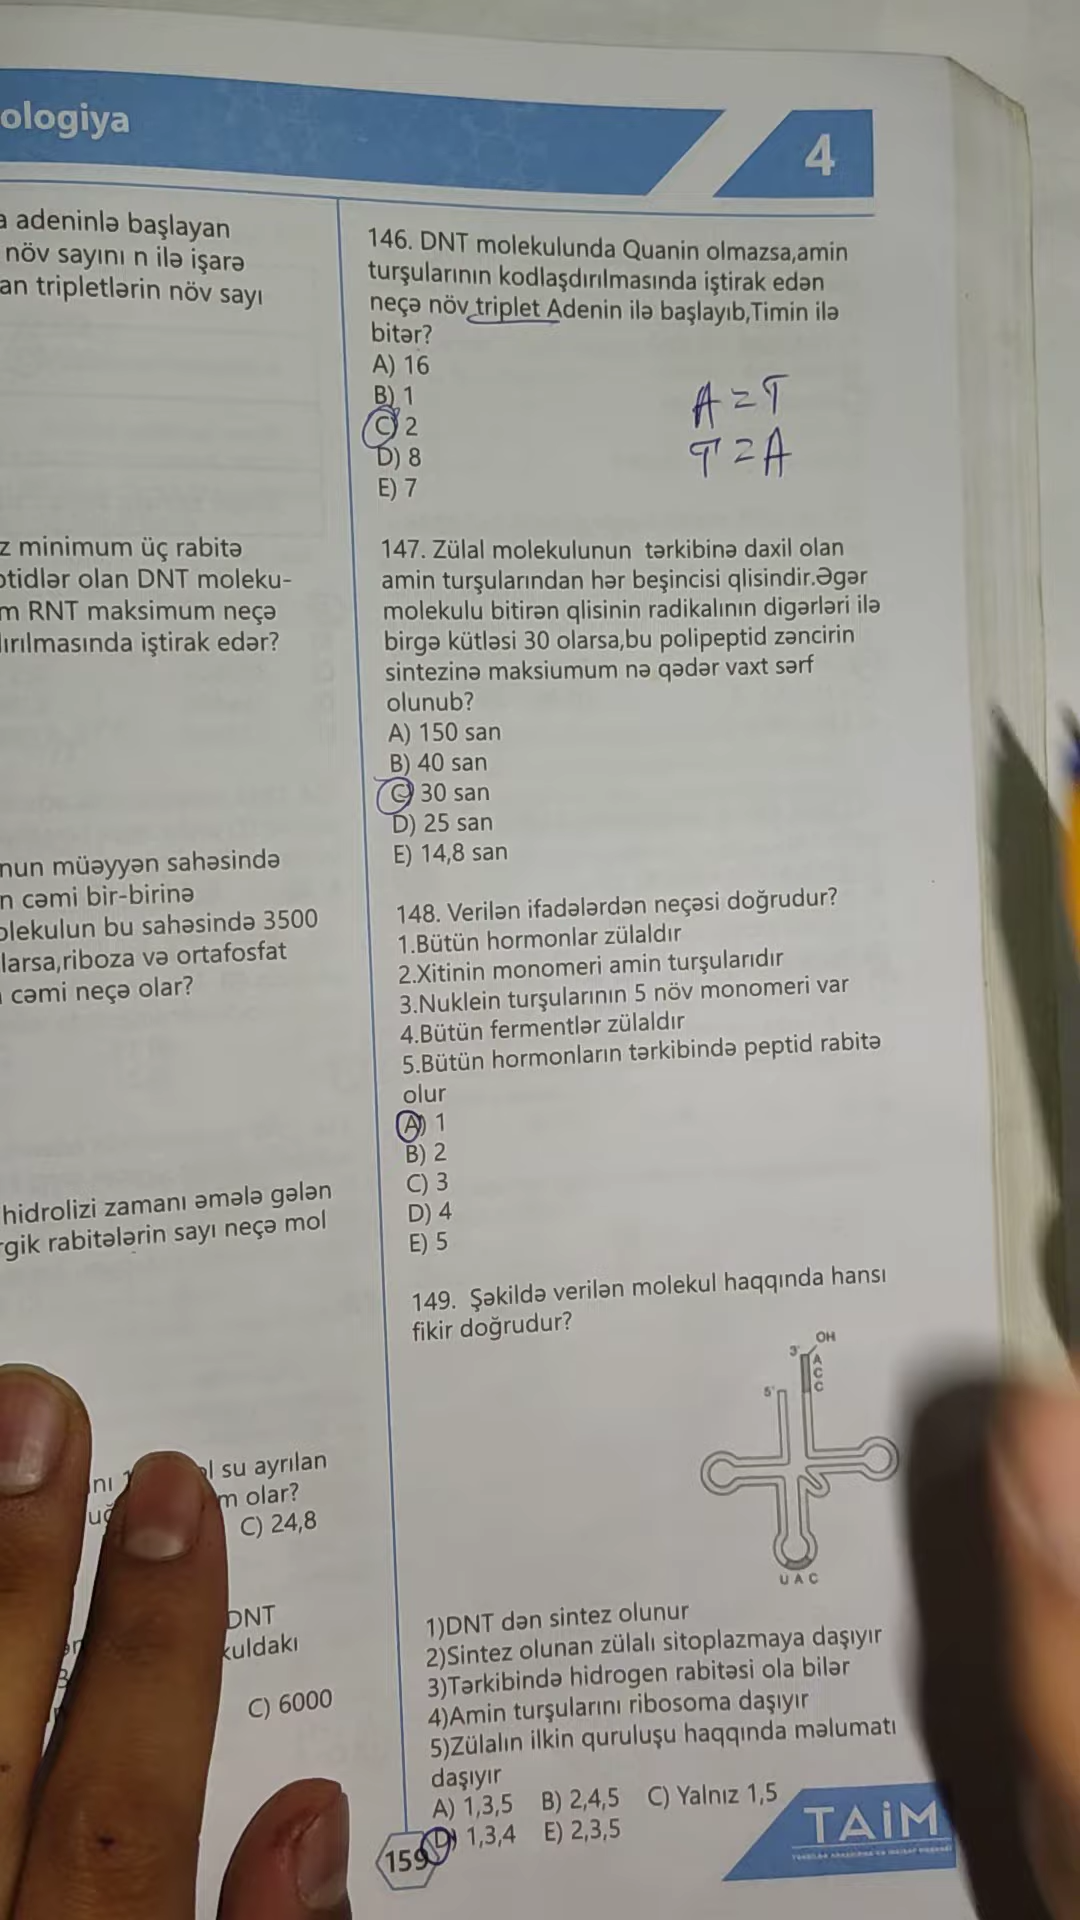 ologiya
4
a adeninlə başlayan
növ sayını n ilə işarə
an tripletlərin növ sayı
z minimum üç rabitə
otidlər olan DNT moleku-
m RNT maksimum neçə
lırılmasında iştirak edər?
nun müəyyən sahəsində
n cəmi bir-birinə
olekulun bu sahəsində 3500
larsa,riboza və ortafosfat
cəmi neçə olar?
hidrolizi zamanı əmələ gələn
rgik rabitələrin sayı neçə mol
nı 1 ol su ayrılan
m olar?
C) 24,8
DNT
kuldakı
C) 6000
146. DNT molekulunda Quanin olmazsa,amin
turşularının kodlaşdırılmasında iştirak edən
neçə növ triplet Adenin ilə başlayıb,Timin ilə
bitər?
A) 16
B) 1
C) 2
D) 8
E) 7
A=T
T=A
147. Zülal molekulunun tərkibinə daxil olan
amin turşularından hər beşincisi qlisindir.Əgər
molekulu bitirən qlisinin radikalının digərləri ilə
birgə kütləsi 30 olarsa,bu polipeptid zəncirin
sintezinə maksiumum nə qədər vaxt sərf
olunub?
A) 150 san
B) 40 san
C) 30 san
D) 25 san
E) 14,8 san
148. Verilən ifadələrdən neçəsi doğrudur?
1.Bütün hormonlar zülaldır
2.Xitinin monomeri amin turşularıdır
3.Nuklein turşularının 5 növ monomeri var
4.Bütün fermentlər zülaldır
5.Bütün hormonların tərkibində peptid rabitə
olur
A) 1
B) 2
C) 3
D) 4
E) 5
149. Şəkildə verilən molekul haqqında hansı
fikir doğrudur?
OH
3'
A
C
C
5'
U A C
1)DNT dən sintez olunur
2)Sintez olunan zülalı sitoplazmaya daşıyır
3)Tərkibində hidrogen rabitəsi ola bilər
4)Amin turşularını ribosoma daşıyır
5)Zülalın ilkin quruluşu haqqında məlumatı
daşıyır
A) 1,3,5 B) 2,4,5 C) Yalnız 1,5
D) 1,3,4 E) 2,3,5
159
TAİM